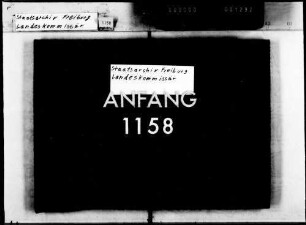 Staatsarchiv Freiburg
Landeskommissär
Staatsarchiv Freiburg
Landeskommissär
ANFANG
1158